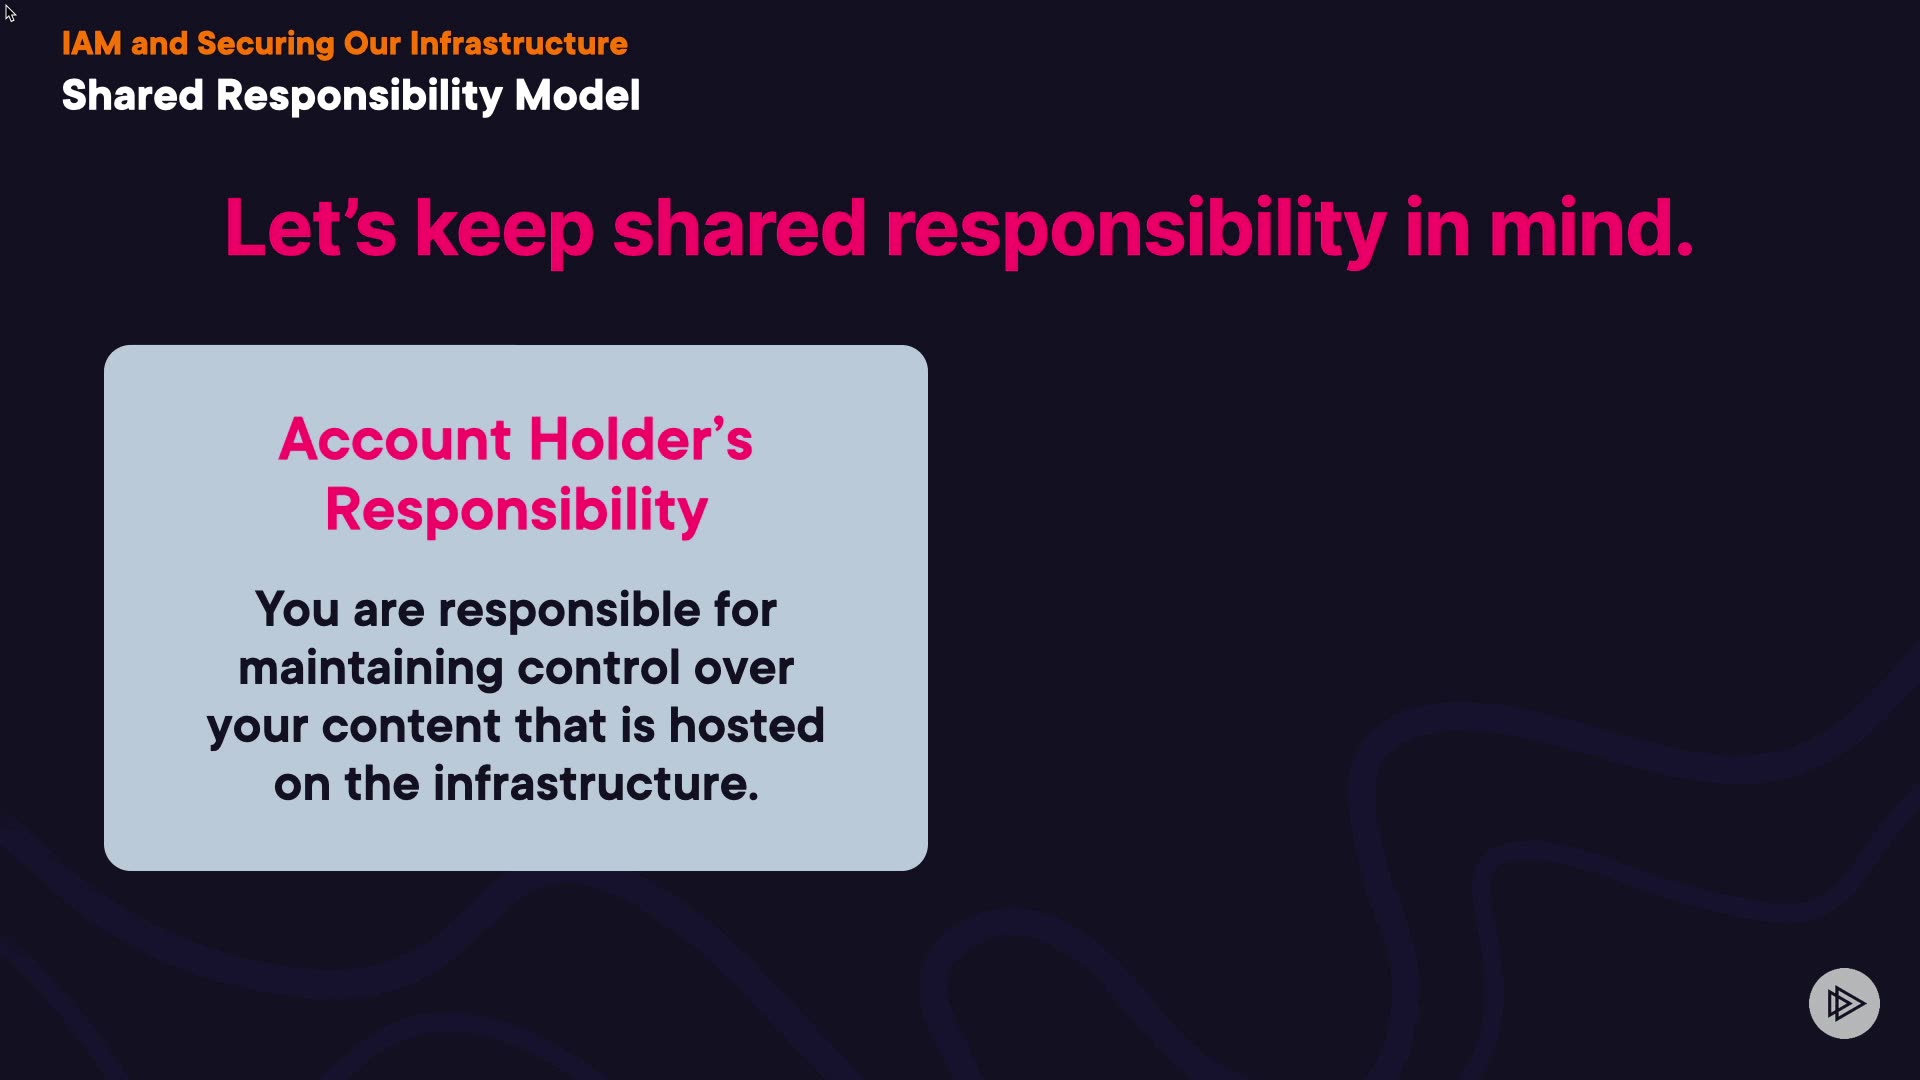 IAM and Securing Our Infrastructure
Shared Responsibility Model
Let’s keep shared responsibility in mind.
Account Holder’s
Responsibility
You are responsible for
maintaining control over
your content that is hosted
on the infrastructure.